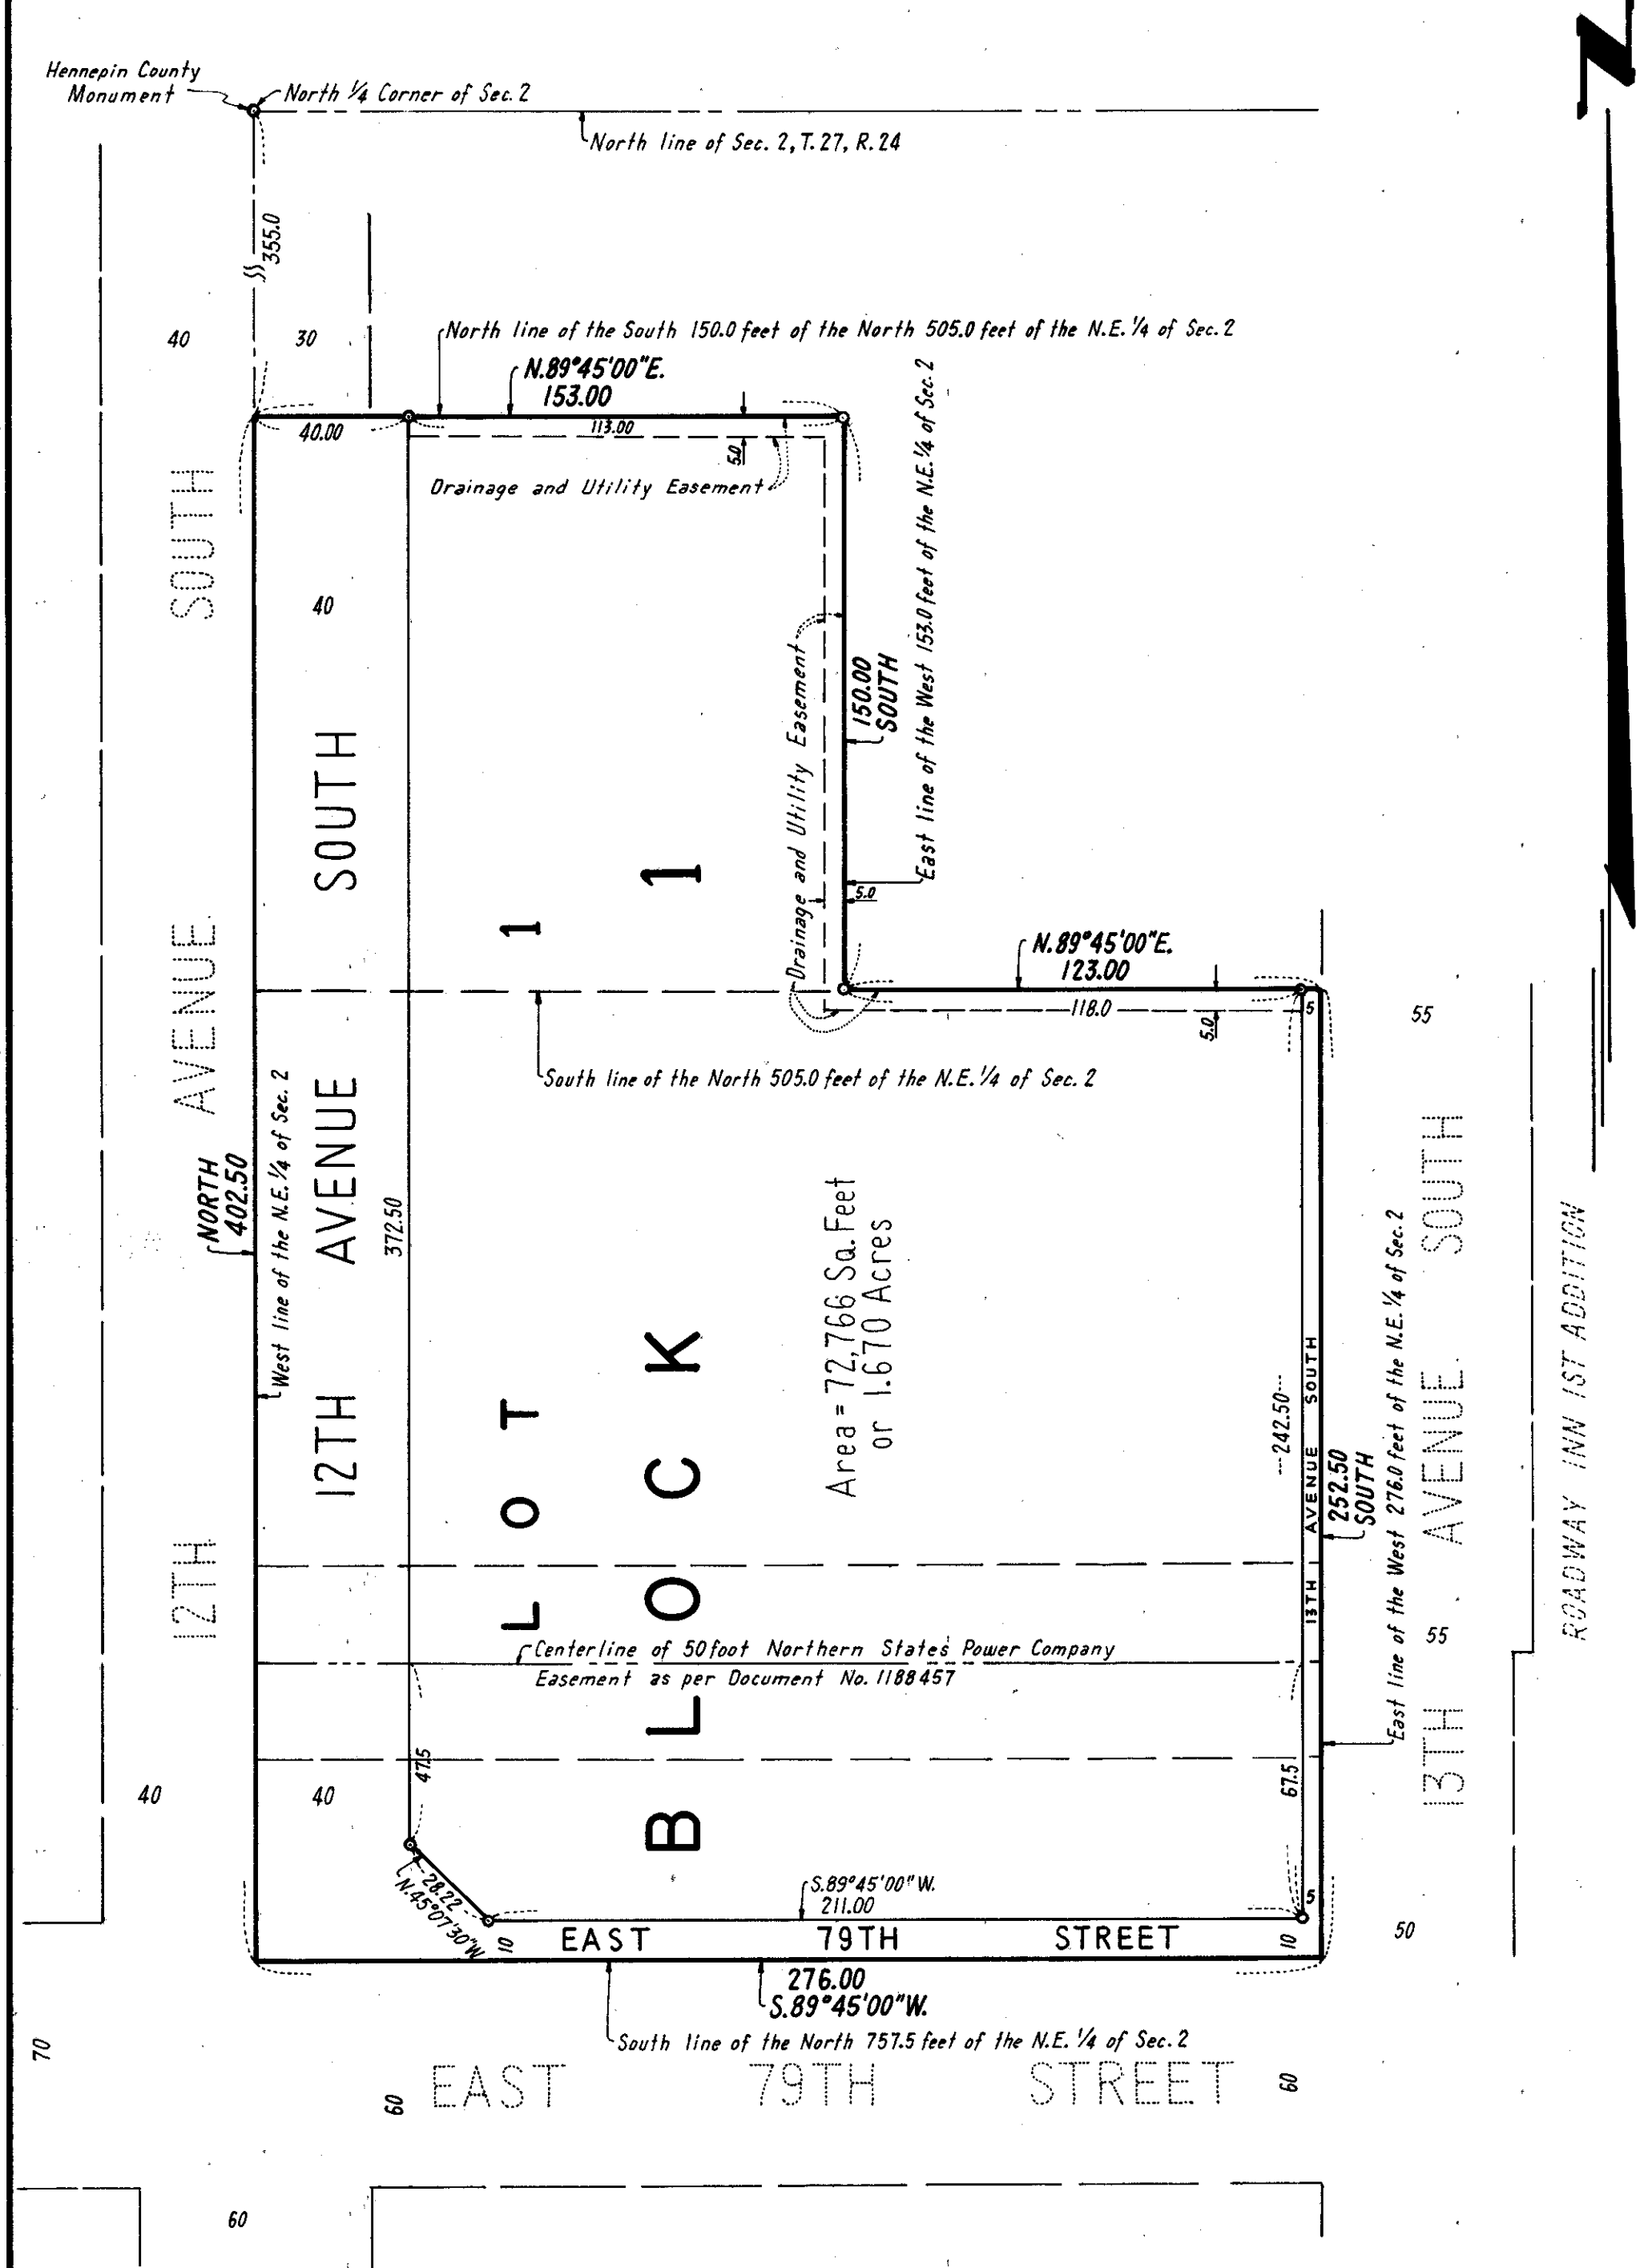 N
Hennepin County
Monument
North 1/4 Corner of Sec. 2
North line of Sec. 2, T. 27, R. 24
355.0
40
30
North line of the South 150.0 feet of the North 505.0 feet of the N.E. 1/4 of Sec. 2
N.89°45'00"E.
153.00
40.00
113.00
5.0
Drainage and Utility Easement
40
Drainage and Utility Easement
150.00
SOUTH
East line of the West 153.0 feet of the N.E. 1/4 of Sec. 2
5.0
N.89°45'00"E.
123.00
118.0
5
5.0
55
South line of the North 505.0 feet of the N.E. 1/4 of Sec. 2
12TH AVENUE SOUTH
NORTH
402.50
West line of the N.E. 1/4 of Sec. 2
12TH AVENUE SOUTH
372.50
LOT 1
BLOCK 1
Area = 72,766 Sq. Feet
or 1.670 Acres
---242.50---
13TH AVENUE SOUTH
252.50
SOUTH
East line of the West 276.0 feet of the N.E. 1/4 of Sec. 2
13TH AVENUE SOUTH
ROADWAY INN 1ST ADDITION
55
Centerline of 50 foot Northern States Power Company
Easement as per Document No. 1188457
47.5
67.5
40
40
28.22
N.45°07'30"W
S.89°45'00"W.
211.00
5
10
EAST 79TH STREET
10
50
276.00
S.89°45'00"W.
South line of the North 757.5 feet of the N.E. 1/4 of Sec. 2
70
60
EAST 79TH STREET
60
60